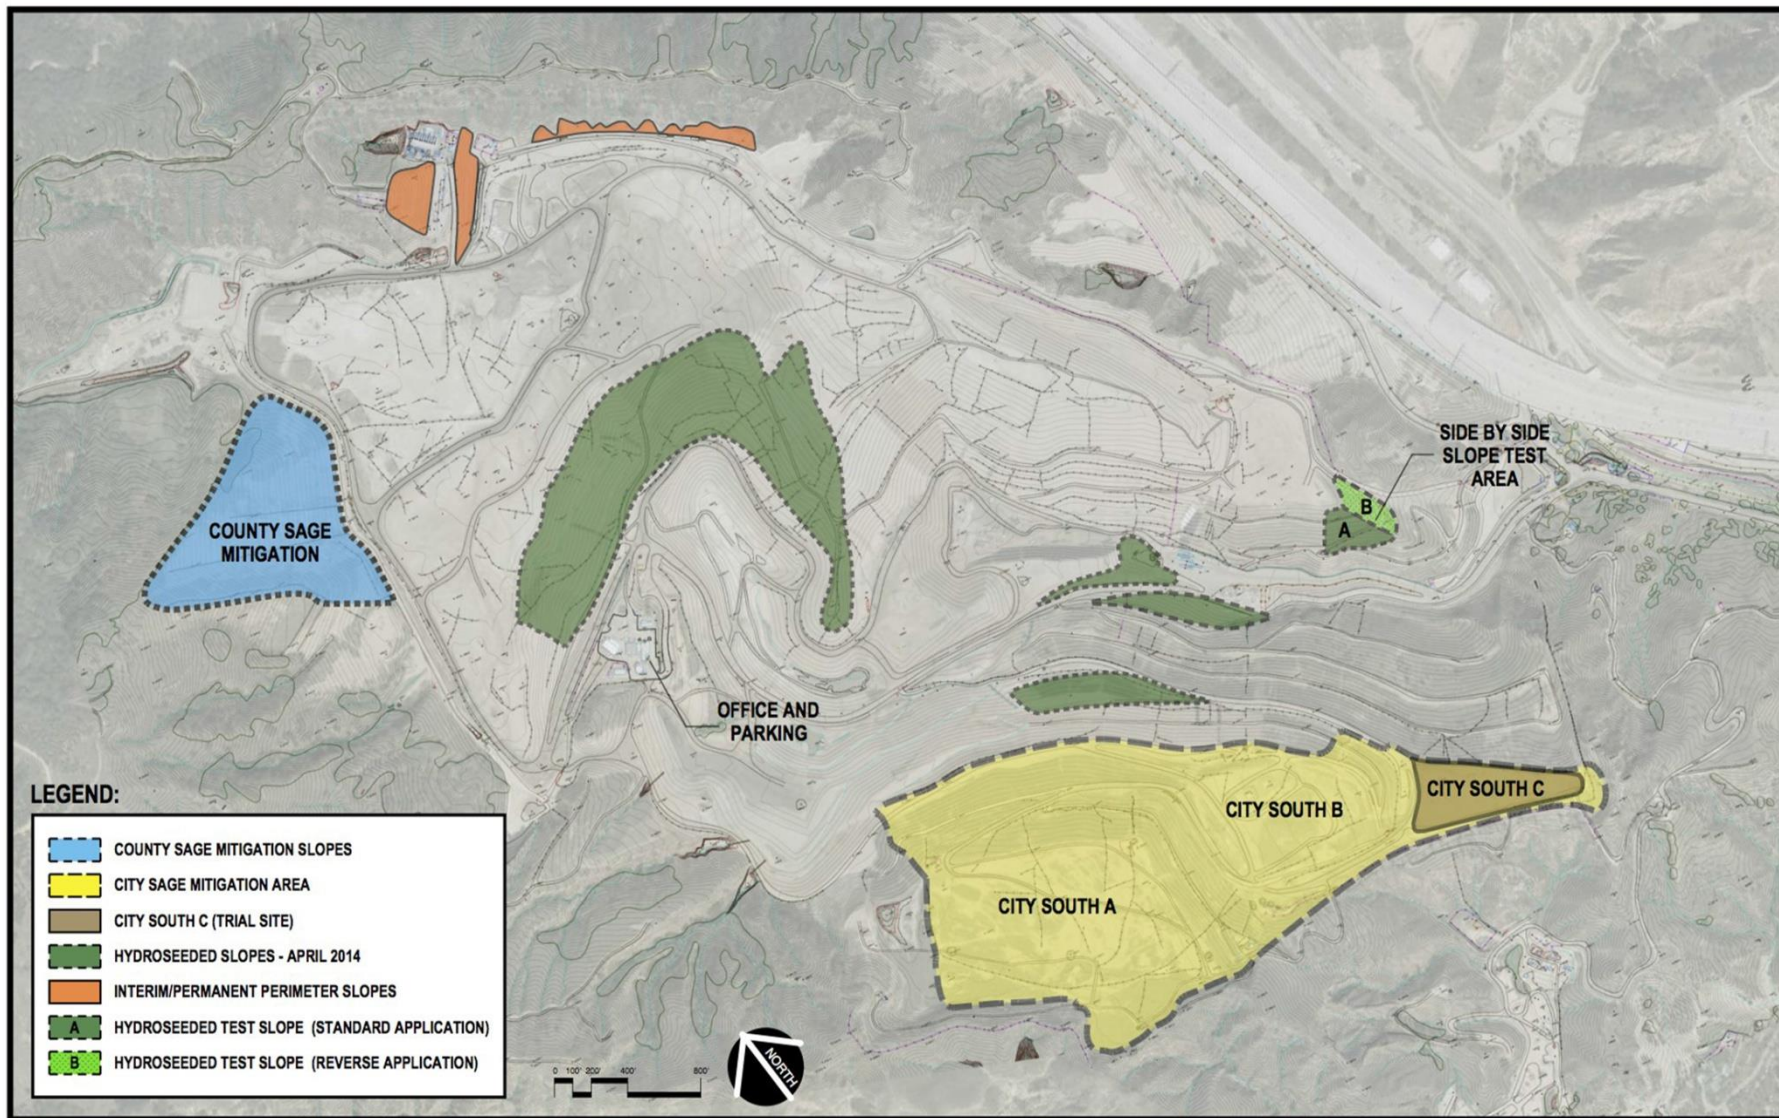 SIDE BY SIDE
SLOPE TEST
AREA
B
A
COUNTY SAGE
MITIGATION
OFFICE AND
PARKING
CITY SOUTH C
CITY SOUTH B
CITY SOUTH A
LEGEND:
COUNTY SAGE MITIGATION SLOPES
CITY SAGE MITIGATION AREA
CITY SOUTH C (TRIAL SITE)
HYDROSEEDED SLOPES - APRIL 2014
INTERIM/PERMANENT PERIMETER SLOPES
A HYDROSEEDED TEST SLOPE (STANDARD APPLICATION)
B HYDROSEEDED TEST SLOPE (REVERSE APPLICATION)
0 100' 200' 400' 800'
NORTH